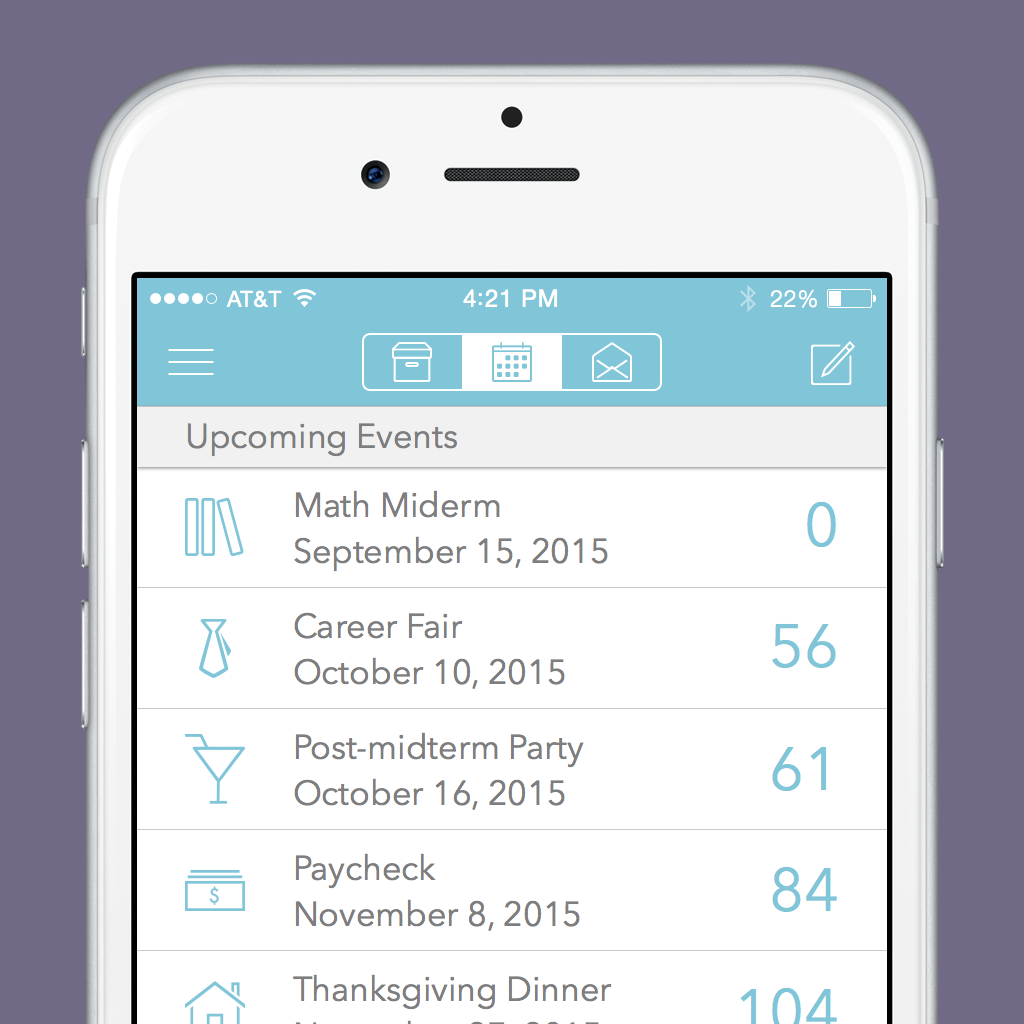 AT&T 4:21 PM 22%
Upcoming Events
Math Miderm
September 15, 2015
0
Career Fair
October 10, 2015
56
Post-midterm Party
October 16, 2015
61
$
Paycheck
November 8, 2015
84
Thanksgiving Dinner
104